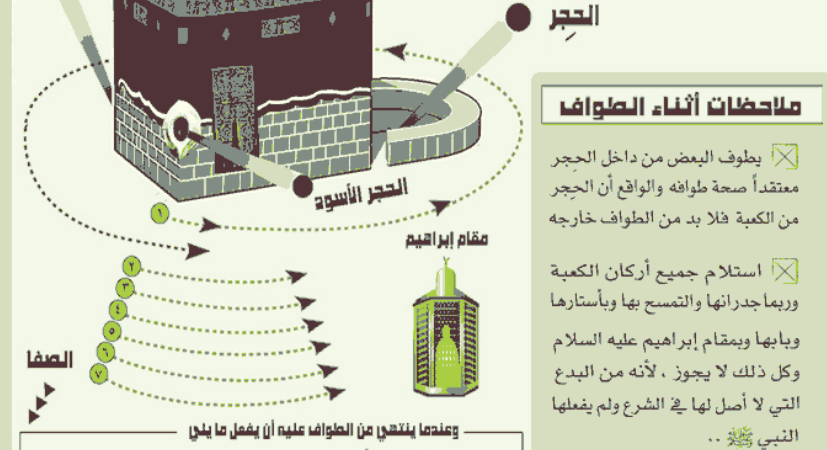 الحِجر
ملاحظات أثناء الطواف
يطوف البعض من داخل الحِجر
معتقداً صحة طوافه والواقع أن الحِجر
من الكعبة فلا بد من الطواف خارجه
استلام جميع أركان الكعبة
وربما جدرانها والتمسح بها وبأستارها
وبابها وبمقام إبراهيم عليه السلام
وكل ذلك لا يجوز ، لأنه من البدع
التي لا أصل لها في الشرع ولم يفعلها
النبي ﷺ ..
الحجر الأسود
١
مقام إبراهيم
٢
٣
٤
٥
٦
٧
الصفا
وعندما ينتهي من الطواف عليه أن يفعل ما يلي